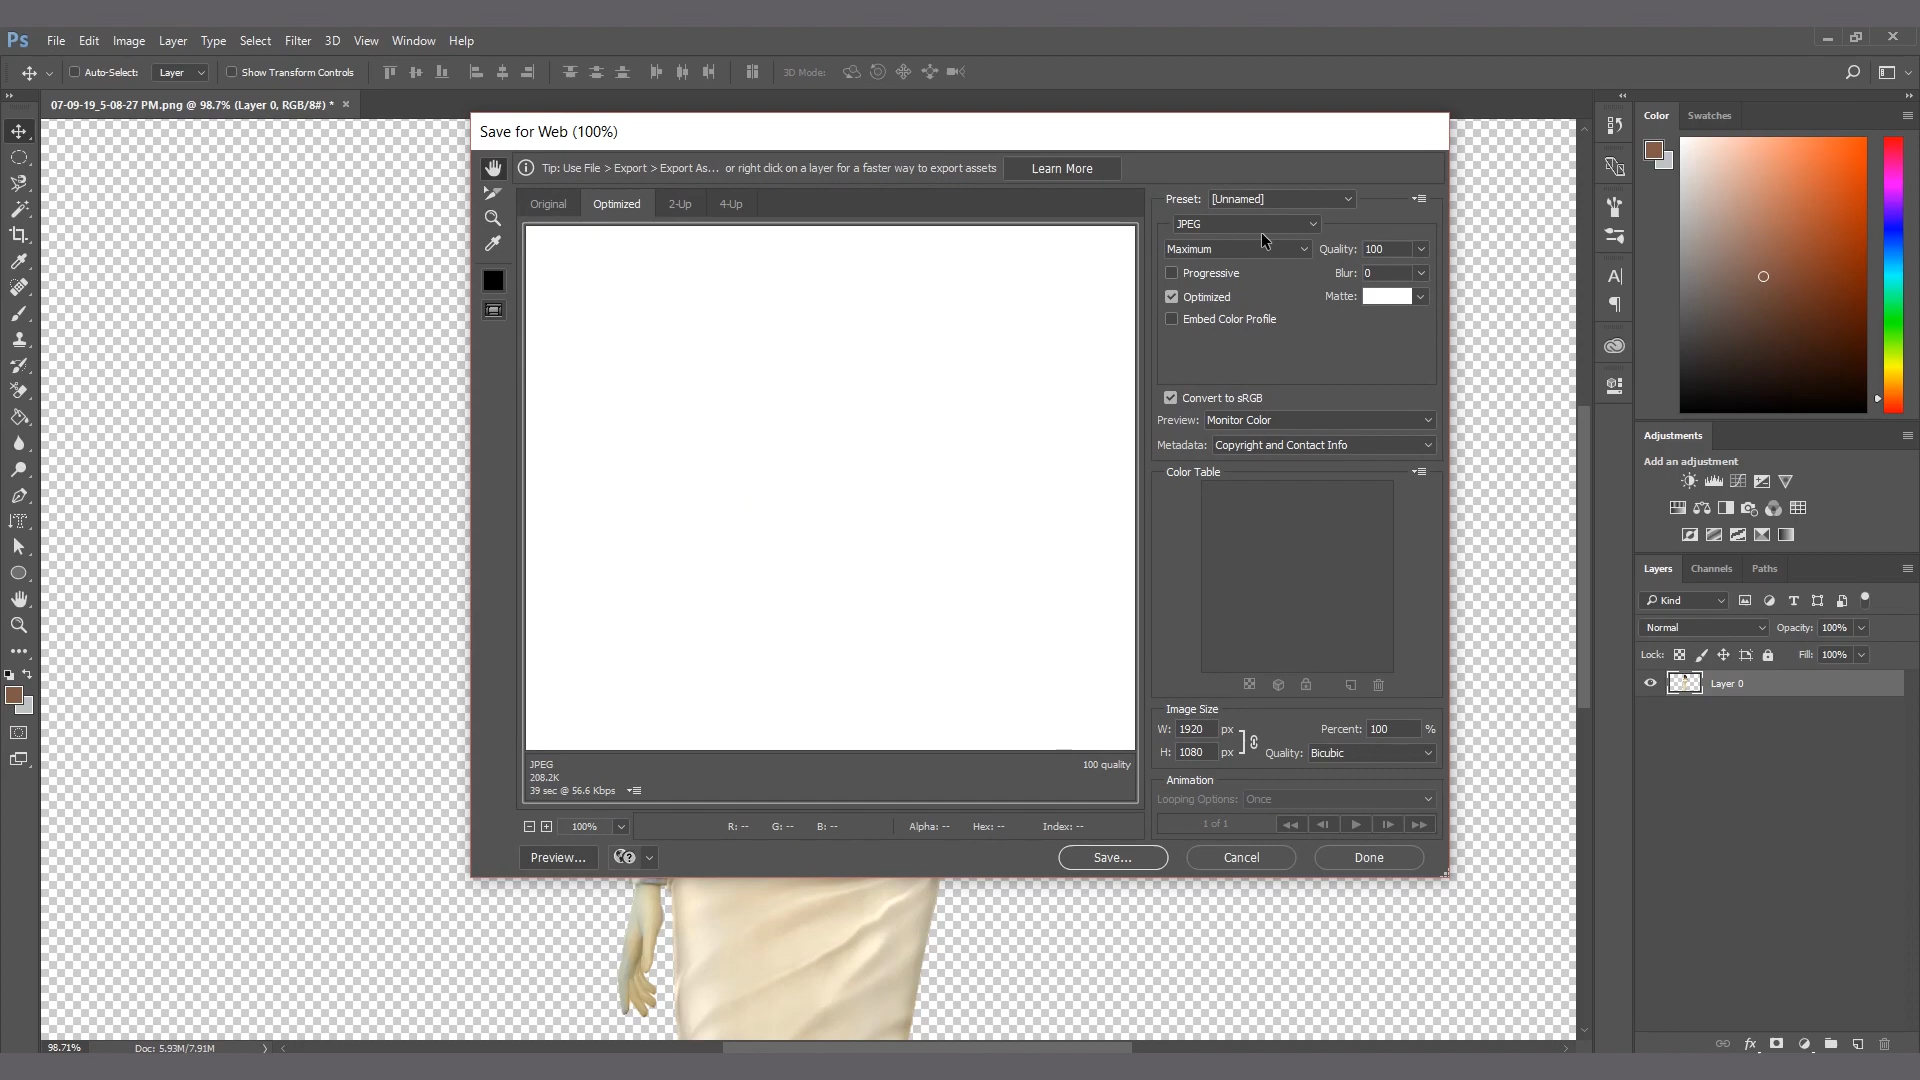 Ps File Edit Image Layer Type Select Filter 3D View Window Help
Auto-Select: Layer Show Transform Controls 3D Mode:
07-09-19_5-08-27 PM.png @ 98.7% (Layer 0, RGB/8#) *
Color Swatches
Save for Web (100%)
Tip: Use File > Export > Export As... or right click on a layer for a faster way to export assets Learn More
Original Optimized 2-Up 4-Up
Preset: [Unnamed]
JPEG
Maximum Quality: 100
Progressive Blur: 0
Optimized Matte:
Embed Color Profile
Convert to sRGB
Preview: Monitor Color
Metadata: Copyright and Contact Info
Color Table
Image Size
W: 1920 px Percent: 100 %
H: 1080 px Quality: Bicubic
Animation
Looping Options: Once
1 of 1
JPEG 100 quality
208.2K
39 sec @ 56.6 Kbps
100% R: -- G: -- B: -- Alpha: -- Hex: -- Index: --
Preview... Save... Cancel Done
Adjustments
Add an adjustment
Layers Channels Paths
Kind
Normal Opacity: 100%
Lock: Fill: 100%
Layer 0
98.71% Doc: 5.93M/7.91M